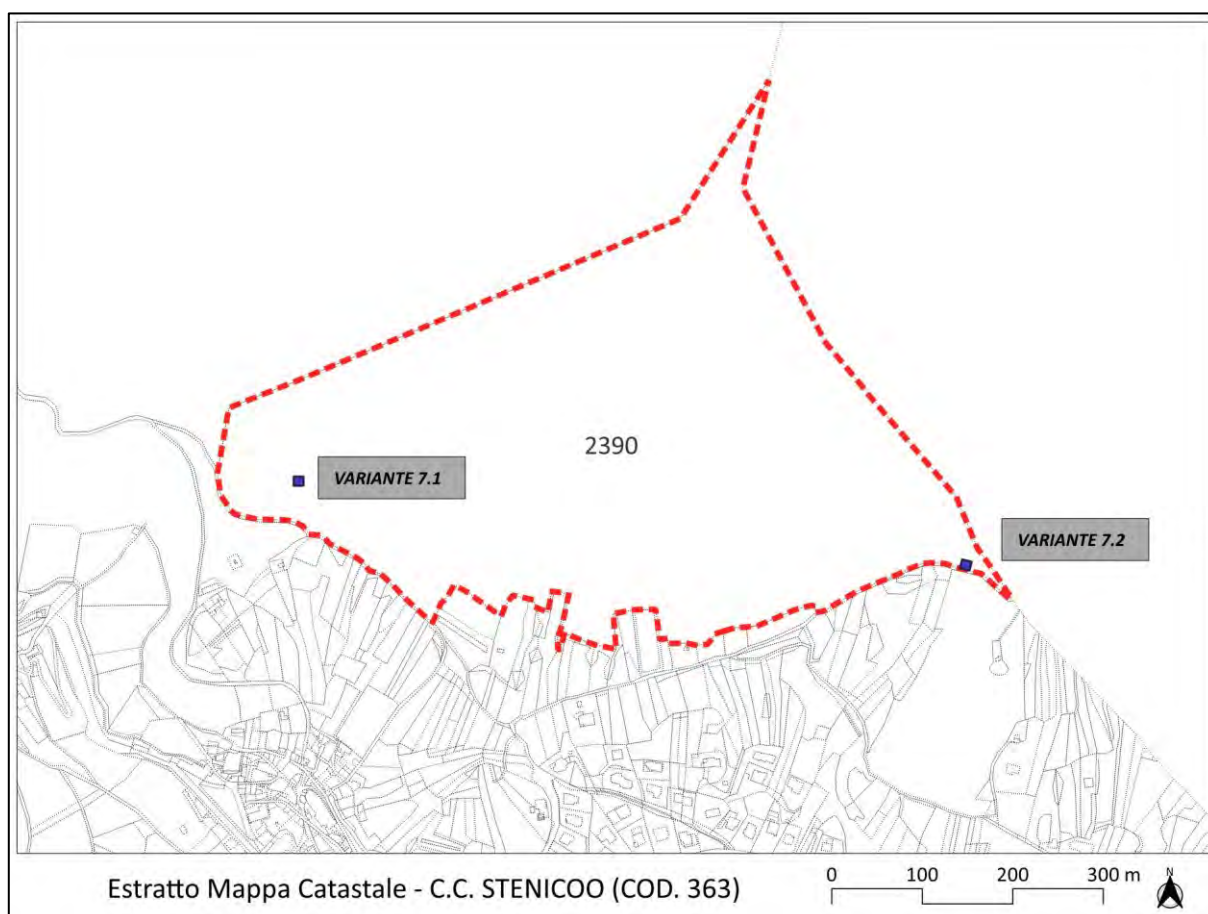 2390
VARIANTE 7.1
VARIANTE 7.2
Estratto Mappa Catastale - C.C. STENICOO (COD. 363)
0 100 200 300 m
N